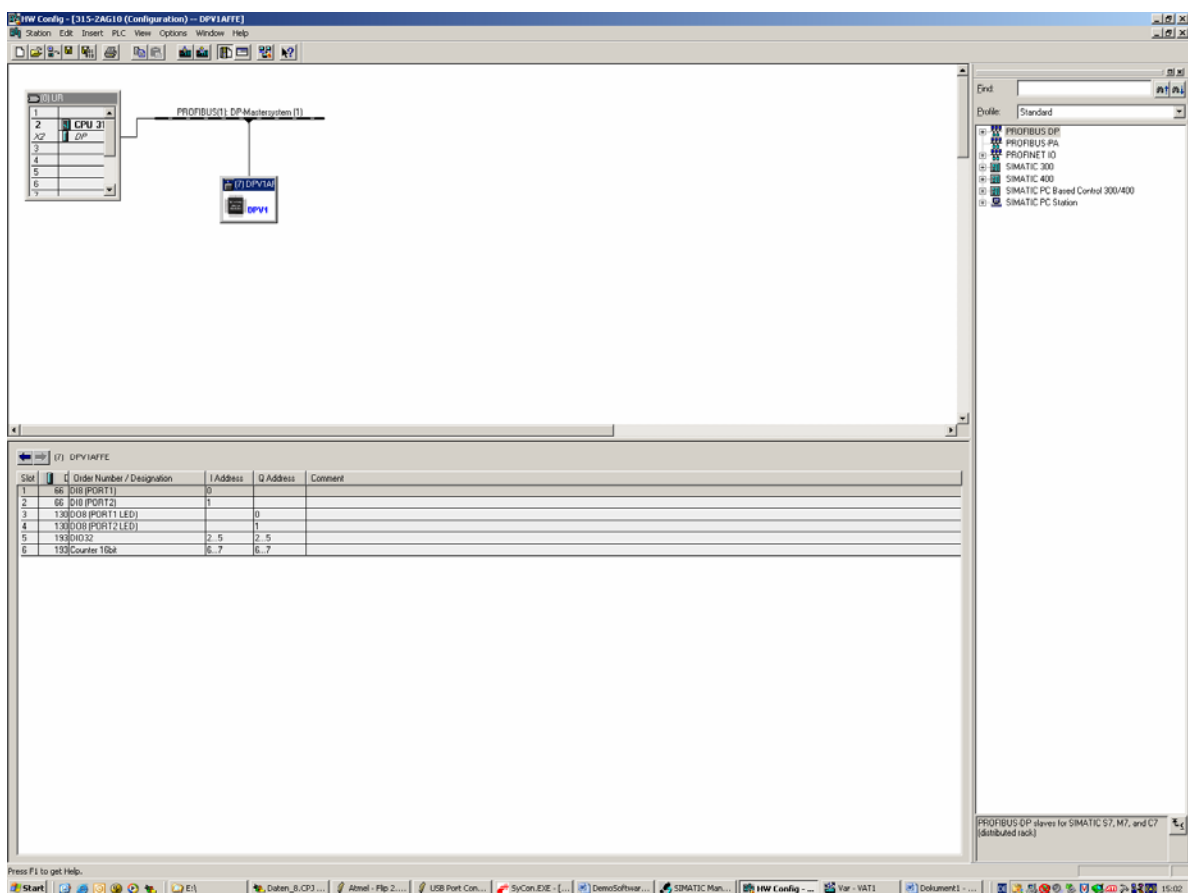 HW Config - [315-2AG10 (Configuration) -- DPV1AFFE]
Station Edit Insert PLC View Options Window Help
(0) UR
1
2 CPU 31
X2 DP
3
4
5
6
7
PROFIBUS(1): DP-Mastersystem (1)
(7) DPV1AF
DPV1
Find:
Profile: Standard
PROFIBUS DP
PROFIBUS-PA
PROFINET IO
SIMATIC 300
SIMATIC 400
SIMATIC PC Based Control 300/400
SIMATIC PC Station
(7) DPV1AFFE
Slot D Order Number / Designation I Address Q Address Comment
1 66 DI8 (PORT1) 0
2 66 DI8 (PORT2) 1
3 130 DO8 (PORT1 LED) 0
4 130 DO8 (PORT2 LED) 1
5 193 DIO32 2...5 2...5
6 193 Counter 16bit 6...7 6...7
PROFIBUS-DP slaves for SIMATIC S7, M7, and C7
(distributed rack)
Press F1 to get Help.
Start E:\ Daten_B.CPJ ... Atmel - Flip 2.... USB Port Con... SyCon.EXE - [... DemoSoftwar... SIMATIC Man... HW Config - ... Var - VAT1 Dokument1 - ... 15:02